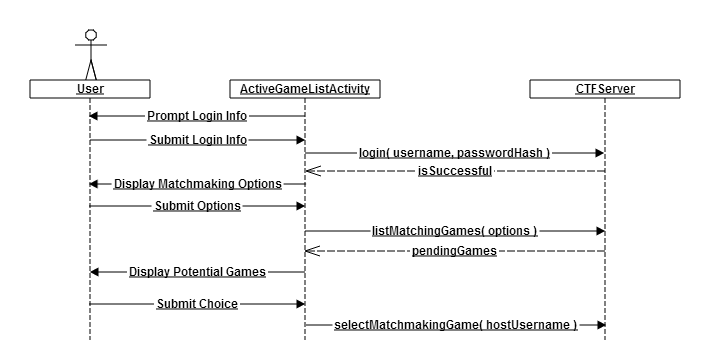 User
ActiveGameListActivity
CTFServer
Prompt Login Info
Submit Login Info
login( username, passwordHash )
isSuccessful
Display Matchmaking Options
Submit Options
listMatchingGames( options )
pendingGames
Display Potential Games
Submit Choice
selectMatchmakingGame( hostUsername )